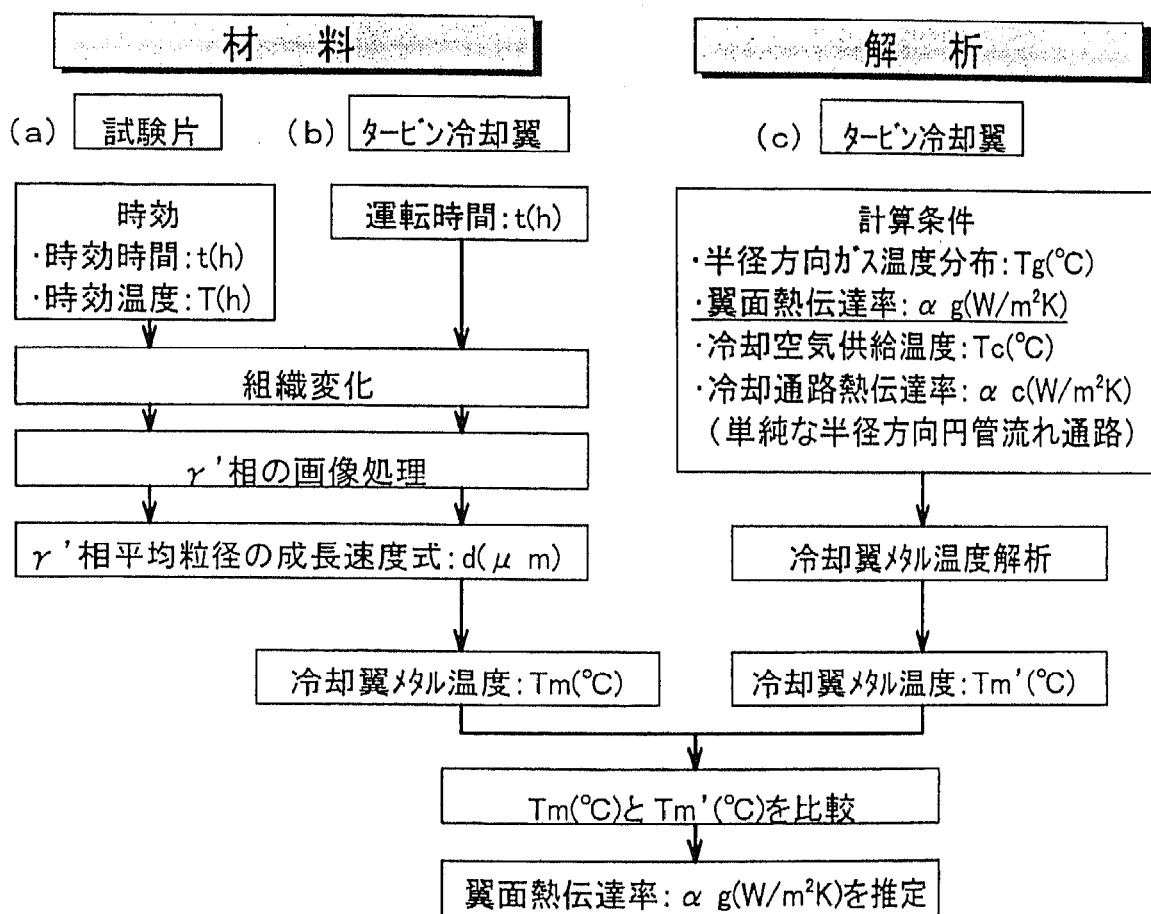 材 料
解 析
(a) 試験片
(b) タービン冷却翼
(c) タービン冷却翼
時効
・時効時間:t(h)
・時効温度:T(h)
運転時間:t(h)
組織変化
γ'相の画像処理
γ'相平均粒径の成長速度式:d(μm)
冷却翼メタル温度:Tm(℃)
計算条件
・半径方向ガス温度分布:Tg(℃)
・翼面熱伝達率:αg(W/m²K)
・冷却空気供給温度:Tc(℃)
・冷却通路熱伝達率:αc(W/m²K)
(単純な半径方向円管流れ通路)
冷却翼メタル温度解析
冷却翼メタル温度:Tm'(℃)
Tm(℃)とTm'(℃)を比較
翼面熱伝達率:αg(W/m²K)を推定